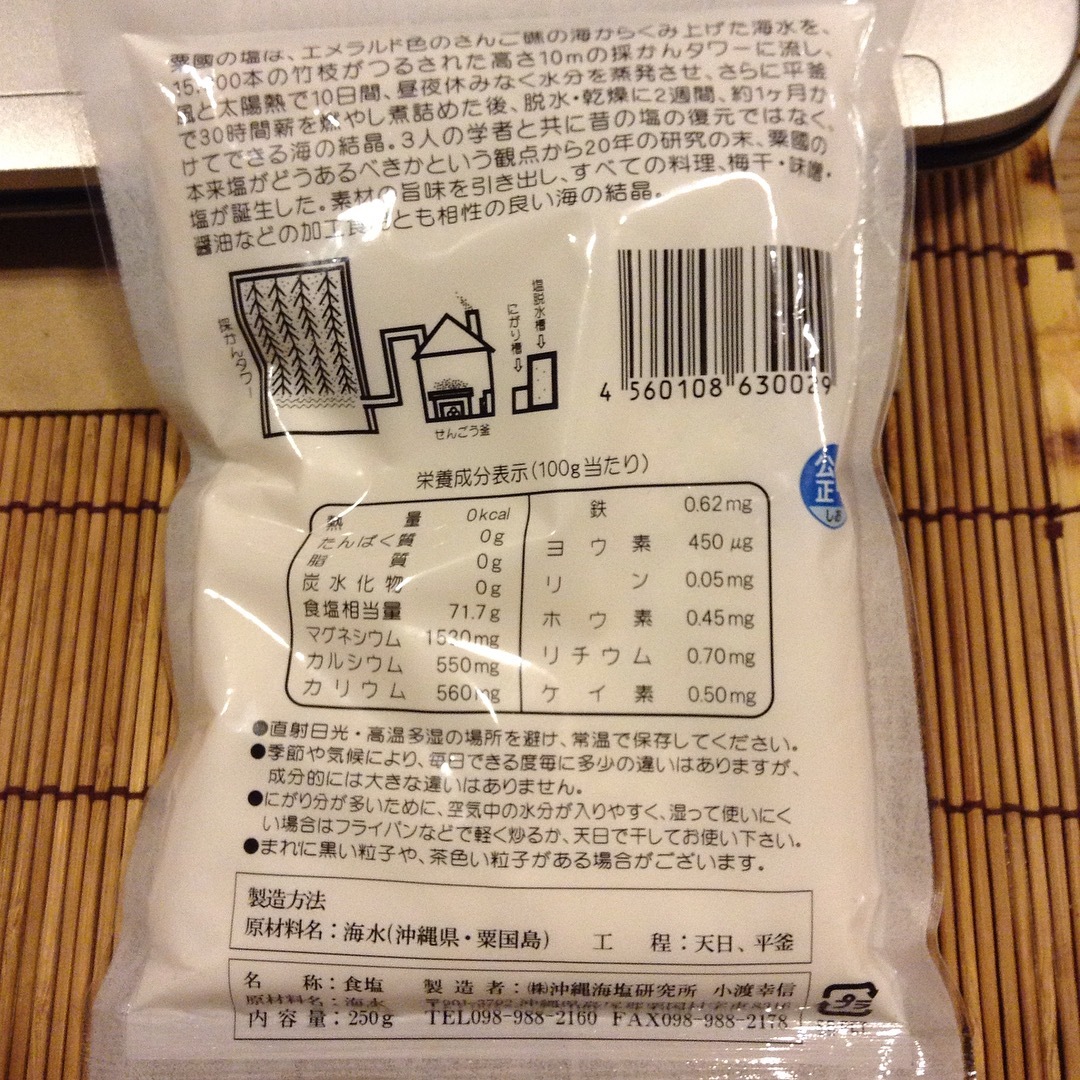 粟國の塩は、エメラルド色のさんご礁の海からくみ上げた海水を、
15,000本の竹枝がつるされた高さ10mの採かんタワーに流し、
風と太陽熱で10日間、昼夜休みなく水分を蒸発させ、さらに平釜
で30時間薪を燃やし煮詰めた後、脱水・乾燥に2週間、約1ヶ月か
けてできる海の結晶。3人の学者と共に昔の塩の復元ではなく、
本来塩がどうあるべきかという観点から20年の研究の末、粟國の
塩が誕生した。素材の旨味を引き出し、すべての料理、梅干・味噌・
醤油などの加工食品とも相性の良い海の結晶。
採かんタワー
せんごう釜
にがり槽
塩脱水槽
4 560108 630029
公正
しお
栄養成分表示(100g当たり)
熱量 0kcal
たんぱく質 0g
脂質 0g
炭水化物 0g
食塩相当量 71.7g
マグネシウム 1530mg
カルシウム 550mg
カリウム 560mg
鉄 0.62mg
ヨウ素 450μg
リン 0.05mg
ホウ素 0.45mg
リチウム 0.70mg
ケイ素 0.50mg
●直射日光・高温多湿の場所を避け、常温で保存してください。
●季節や気候により、毎日できる度毎に多少の違いはありますが、
成分的には大きな違いはありません。
●にがり分が多いために、空気中の水分が入りやすく、湿って使いにく
い場合はフライパンなどで軽く炒るか、天日で干してお使い下さい。
●まれに黒い粒子や、茶色い粒子がある場合がございます。
製造方法
原材料名：海水(沖縄県・粟国島) 工程：天日、平釜
名称：食塩 製造者：㈱沖縄海塩研究所 小渡幸信
原材料名：海水
内容量：250g TEL098-988-2160 FAX098-988-2178
プラ